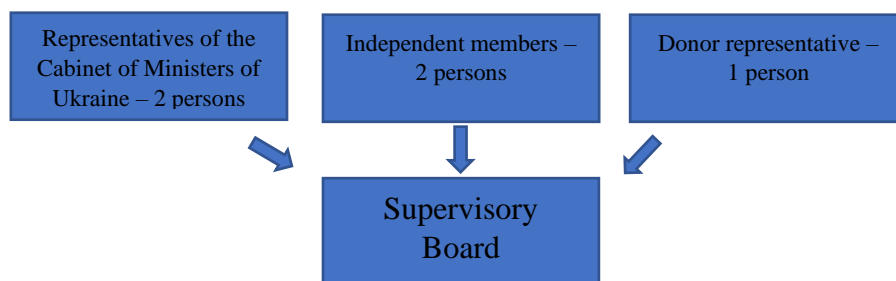 Representatives of the
Cabinet of Ministers of
Ukraine – 2 persons
Independent members –
2 persons
Donor representative –
1 person
Supervisory
Board